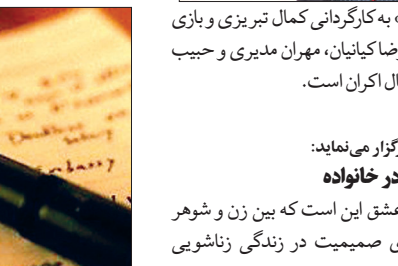 » به کارگردانی کمال تبریزی و بازی
رضا کیانیان، مهران مدیری و حبیب
ال اکران است.
گزار می‌نماید:
در خانواده
عشق این است که بین زن و شوهر
ی صمیمیت در زندگی زناشویی